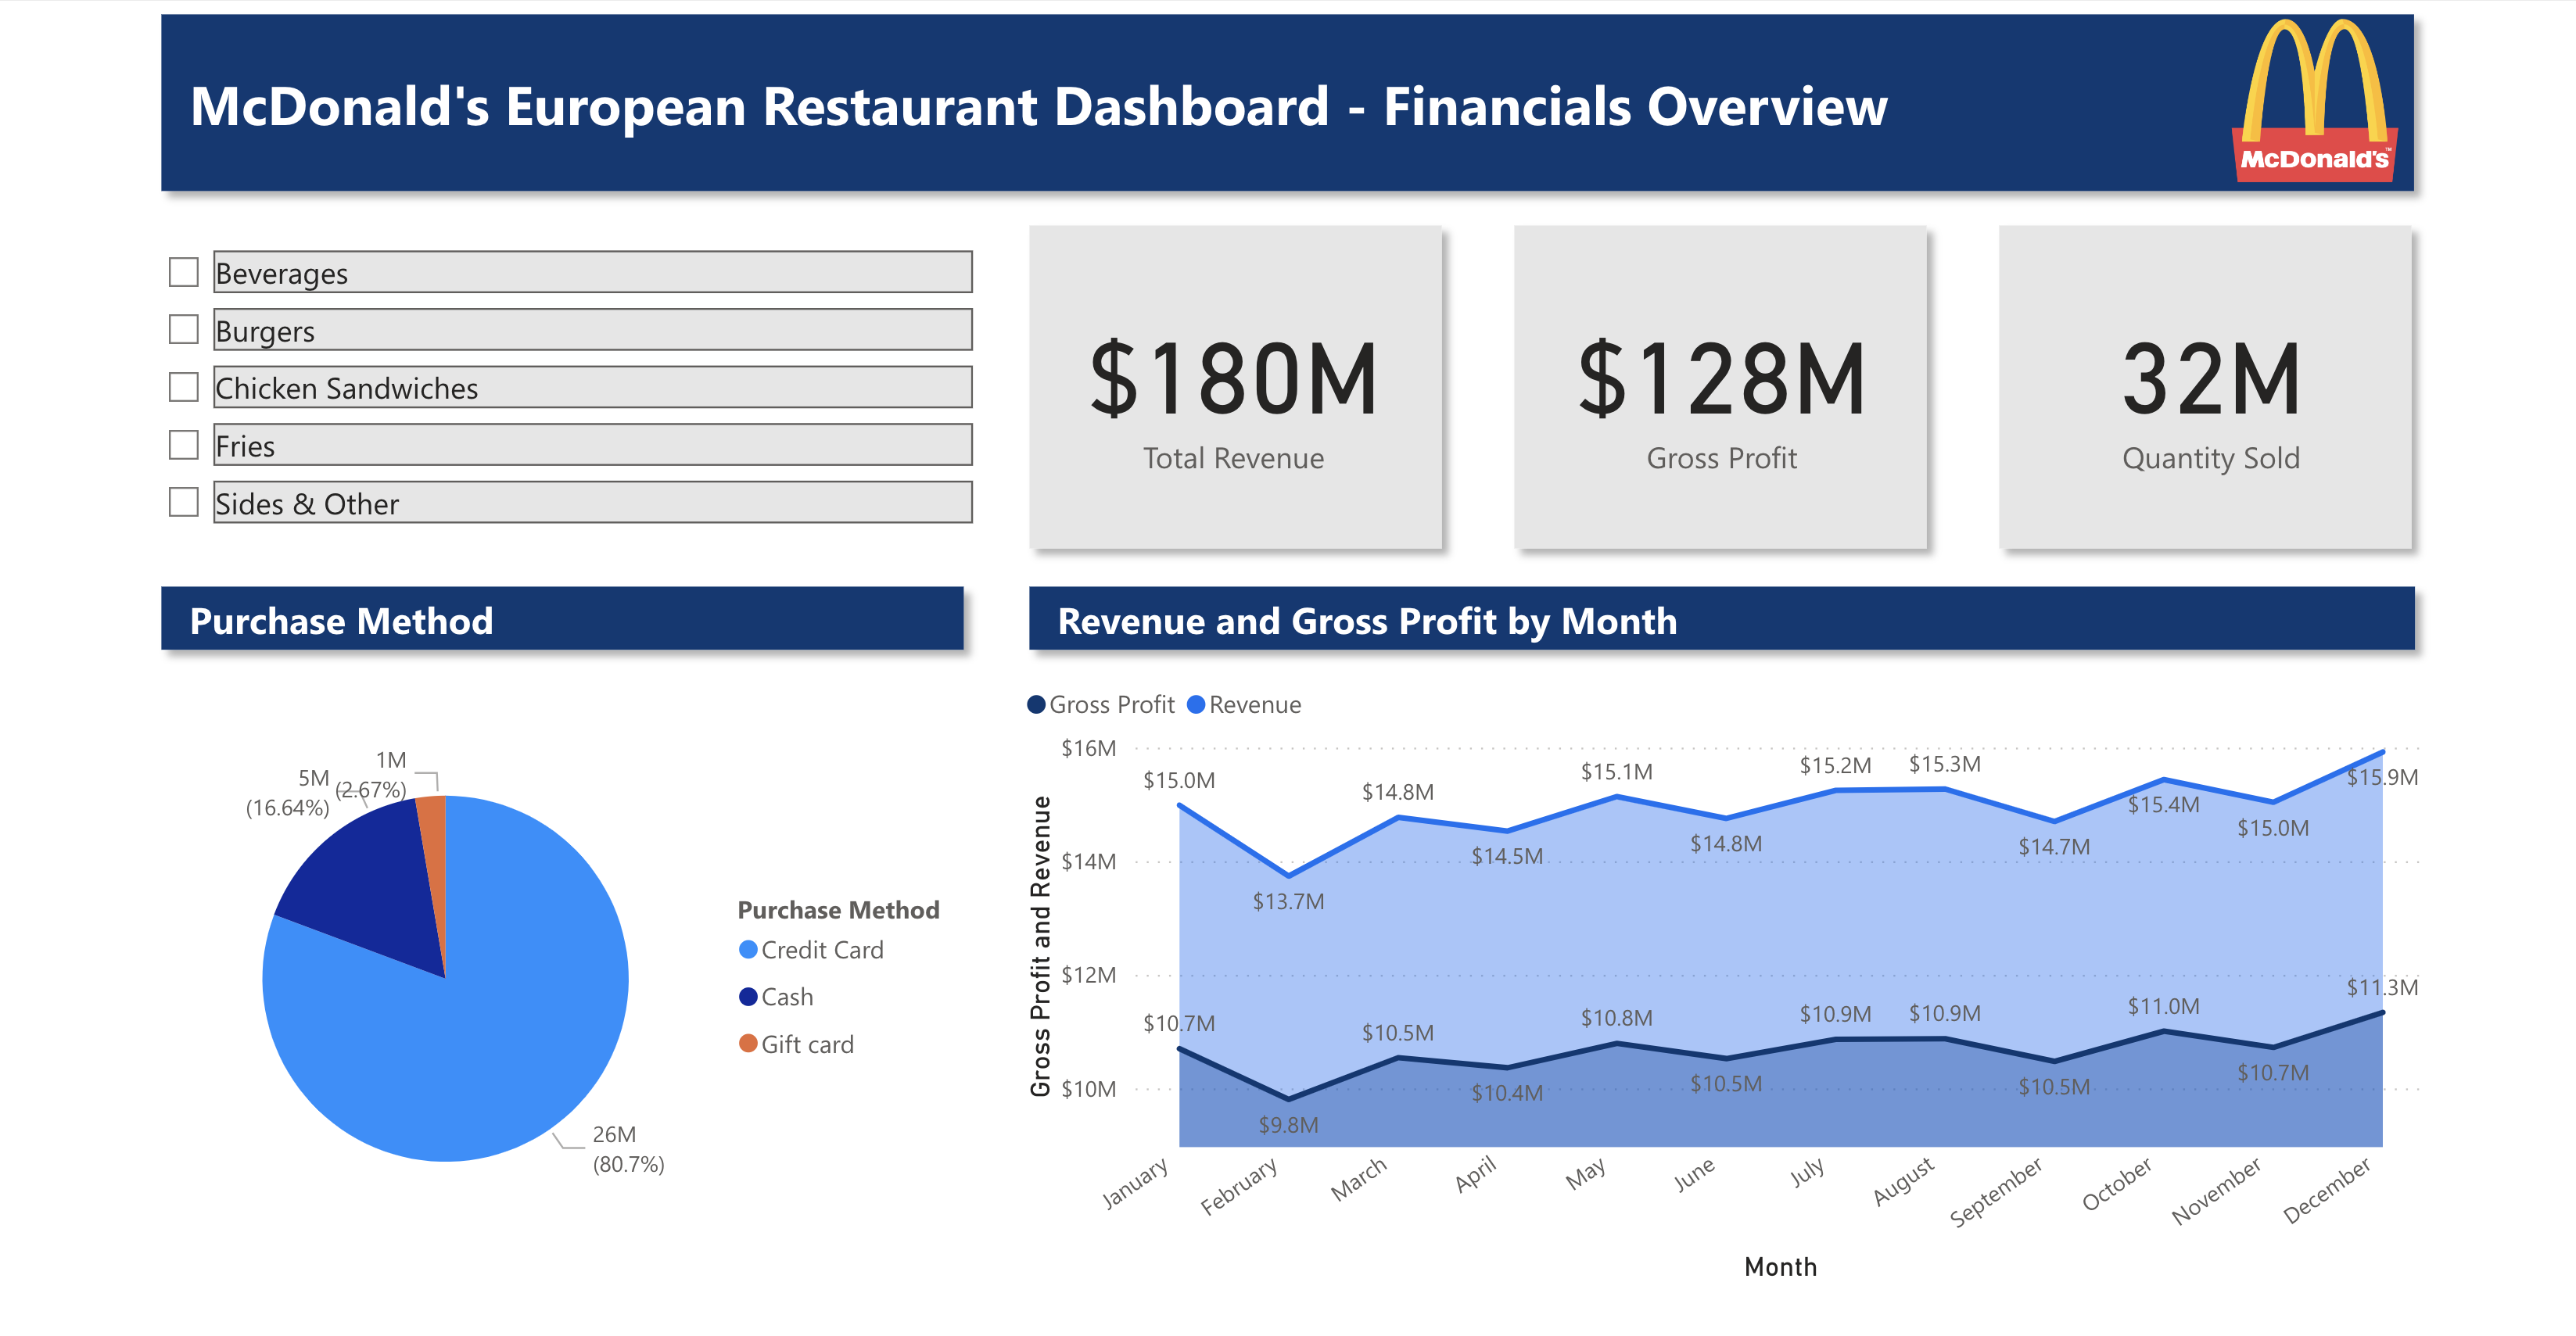 McDonald's European Restaurant Dashboard - Financials Overview
McDonald's™
Beverages
Burgers
Chicken Sandwiches
Fries
Sides & Other
$180M
Total Revenue
$128M
Gross Profit
32M
Quantity Sold
Purchase Method
1M
(2.67%)
5M
(16.64%)
26M
(80.7%)
Purchase Method
Credit Card
Cash
Gift card
Revenue and Gross Profit by Month
Gross Profit Revenue
Gross Profit and Revenue
$16M
$14M
$12M
$10M
$15.0M
$13.7M
$14.8M
$14.5M
$15.1M
$14.8M
$15.2M
$15.3M
$14.7M
$15.4M
$15.0M
$15.9M
$10.7M
$9.8M
$10.5M
$10.4M
$10.8M
$10.5M
$10.9M
$10.9M
$10.5M
$11.0M
$10.7M
$11.3M
January
February
March
April
May
June
July
August
September
October
November
December
Month